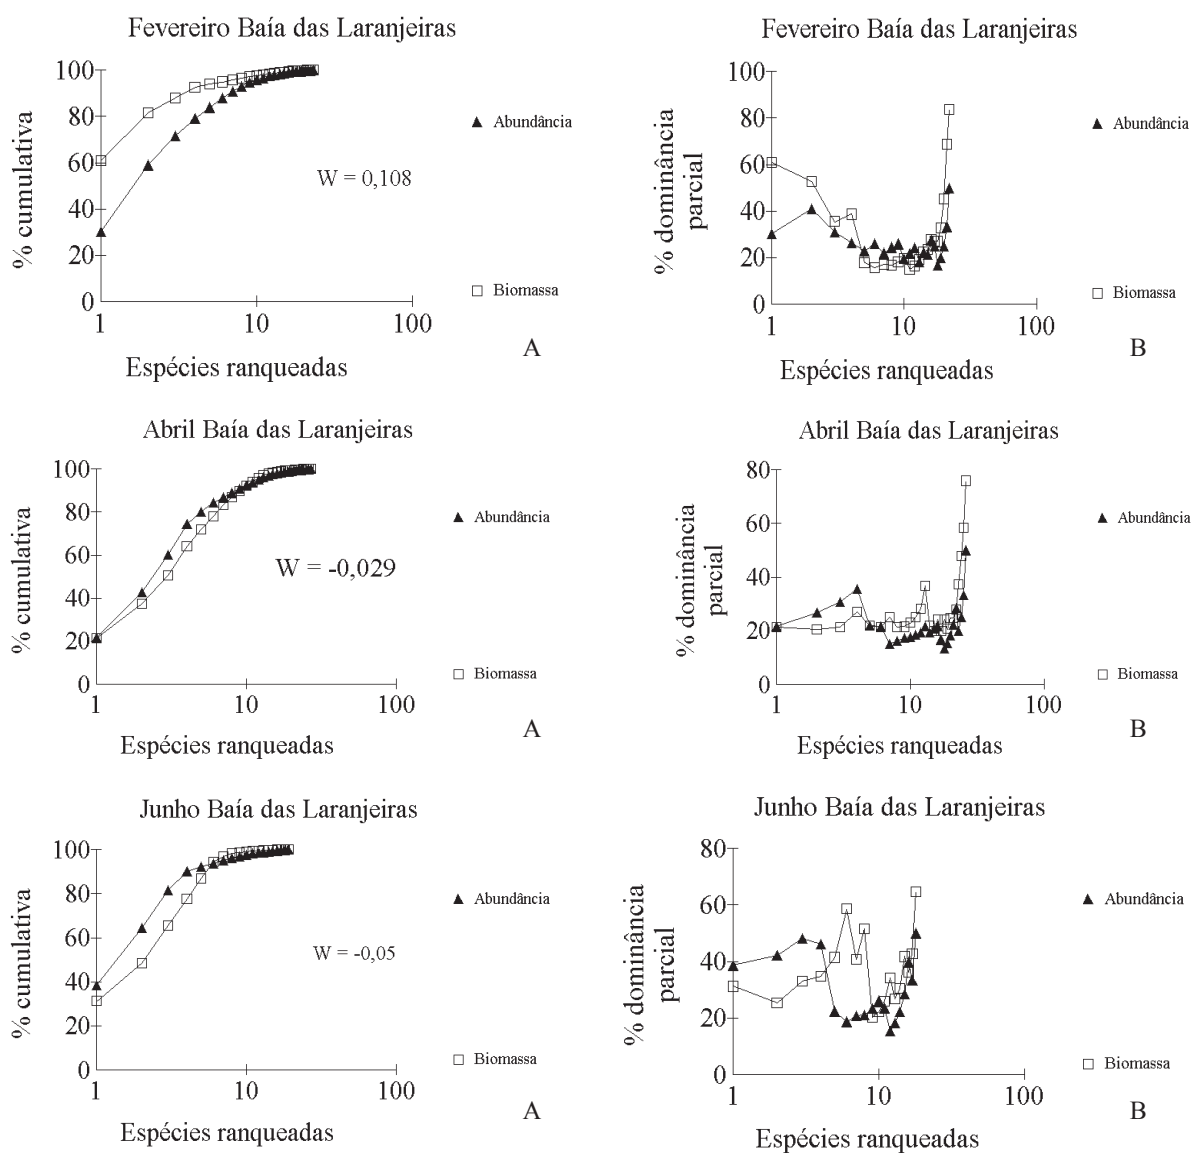 Fevereiro Baía das Laranjeiras
100
80
60
40
20
0
1
10
100
% cumulativa
Espécies ranqueadas
W = 0,108
Abundância
Biomassa
A
Fevereiro Baía das Laranjeiras
100
80
60
40
20
0
1
10
100
% dominância
parcial
Espécies ranqueadas
Abundância
Biomassa
B
Abril Baía das Laranjeiras
100
80
60
40
20
0
1
10
100
% cumulativa
Espécies ranqueadas
W = -0,029
Abundância
Biomassa
A
Abril Baía das Laranjeiras
80
60
40
20
0
1
10
100
% dominância
parcial
Espécies ranqueadas
Abundância
Biomassa
B
Junho Baía das Laranjeiras
100
80
60
40
20
0
1
10
100
% cumulativa
Espécies ranqueadas
W = -0,05
Abundância
Biomassa
A
Junho Baía das Laranjeiras
80
60
40
20
0
1
10
100
% dominância
parcial
Espécies ranqueadas
Abundância
Biomassa
B